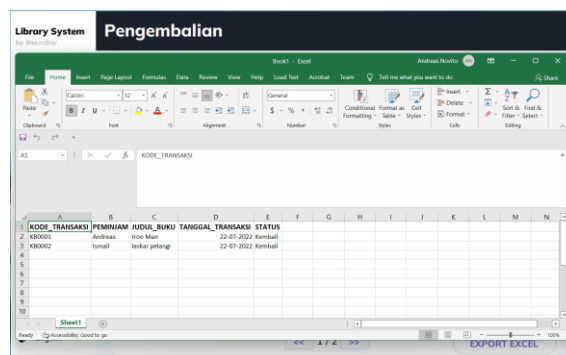 Library System
Pengembalian
Book1 - Excel
Andreas Novito
File Home Insert Page Layout Formulas Data Review View Help Load Test Acrobat Team Tell me what you want to do Share
Paste
Calibri 12
General
Conditional Formatting
Format as Table
Cell Styles
Insert
Delete
Format
Sort & Filter
Find & Select
Clipboard Font Alignment Number Styles Cells Editing
A1 fx KODE_TRANSAKSI
A B C D E F G H I J K L M N
1 KODE_TRANSAKSI PEMINJAM JUDUL_BUKU TANGGAL_TRANSAKSI STATUS
2 KB0001 Andreas Iron Man 22-07-2022 Kembali
3 KB0002 Ismail laskar pelangi 22-07-2022 Kembali
4
5
6
7
8
9
10
Sheet1
Ready Accessibility: Good to go 100%
<< 1 / 2 >>
EXPORT EXCEL